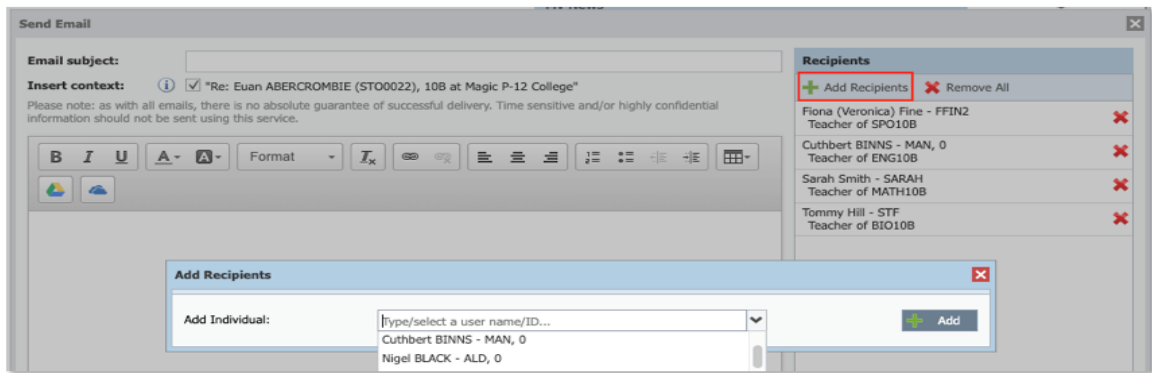 My News
Send Email
Email subject:
Insert context: "Re: Euan ABERCROMBIE (STO0022), 10B at Magic P-12 College"
Please note: as with all emails, there is no absolute guarantee of successful delivery. Time sensitive and/or highly confidential
information should not be sent using this service.
B I U A A Format Tx
Recipients
Add Recipients Remove All
Fiona (Veronica) Fine - FFIN2
Teacher of SPO10B
Cuthbert BINNS - MAN, 0
Teacher of ENG10B
Sarah Smith - SARAH
Teacher of MATH10B
Tommy Hill - STF
Teacher of BIO10B
Add Recipients
Add Individual: Type/select a user name/ID... Add
Cuthbert BINNS - MAN, 0
Nigel BLACK - ALD, 0